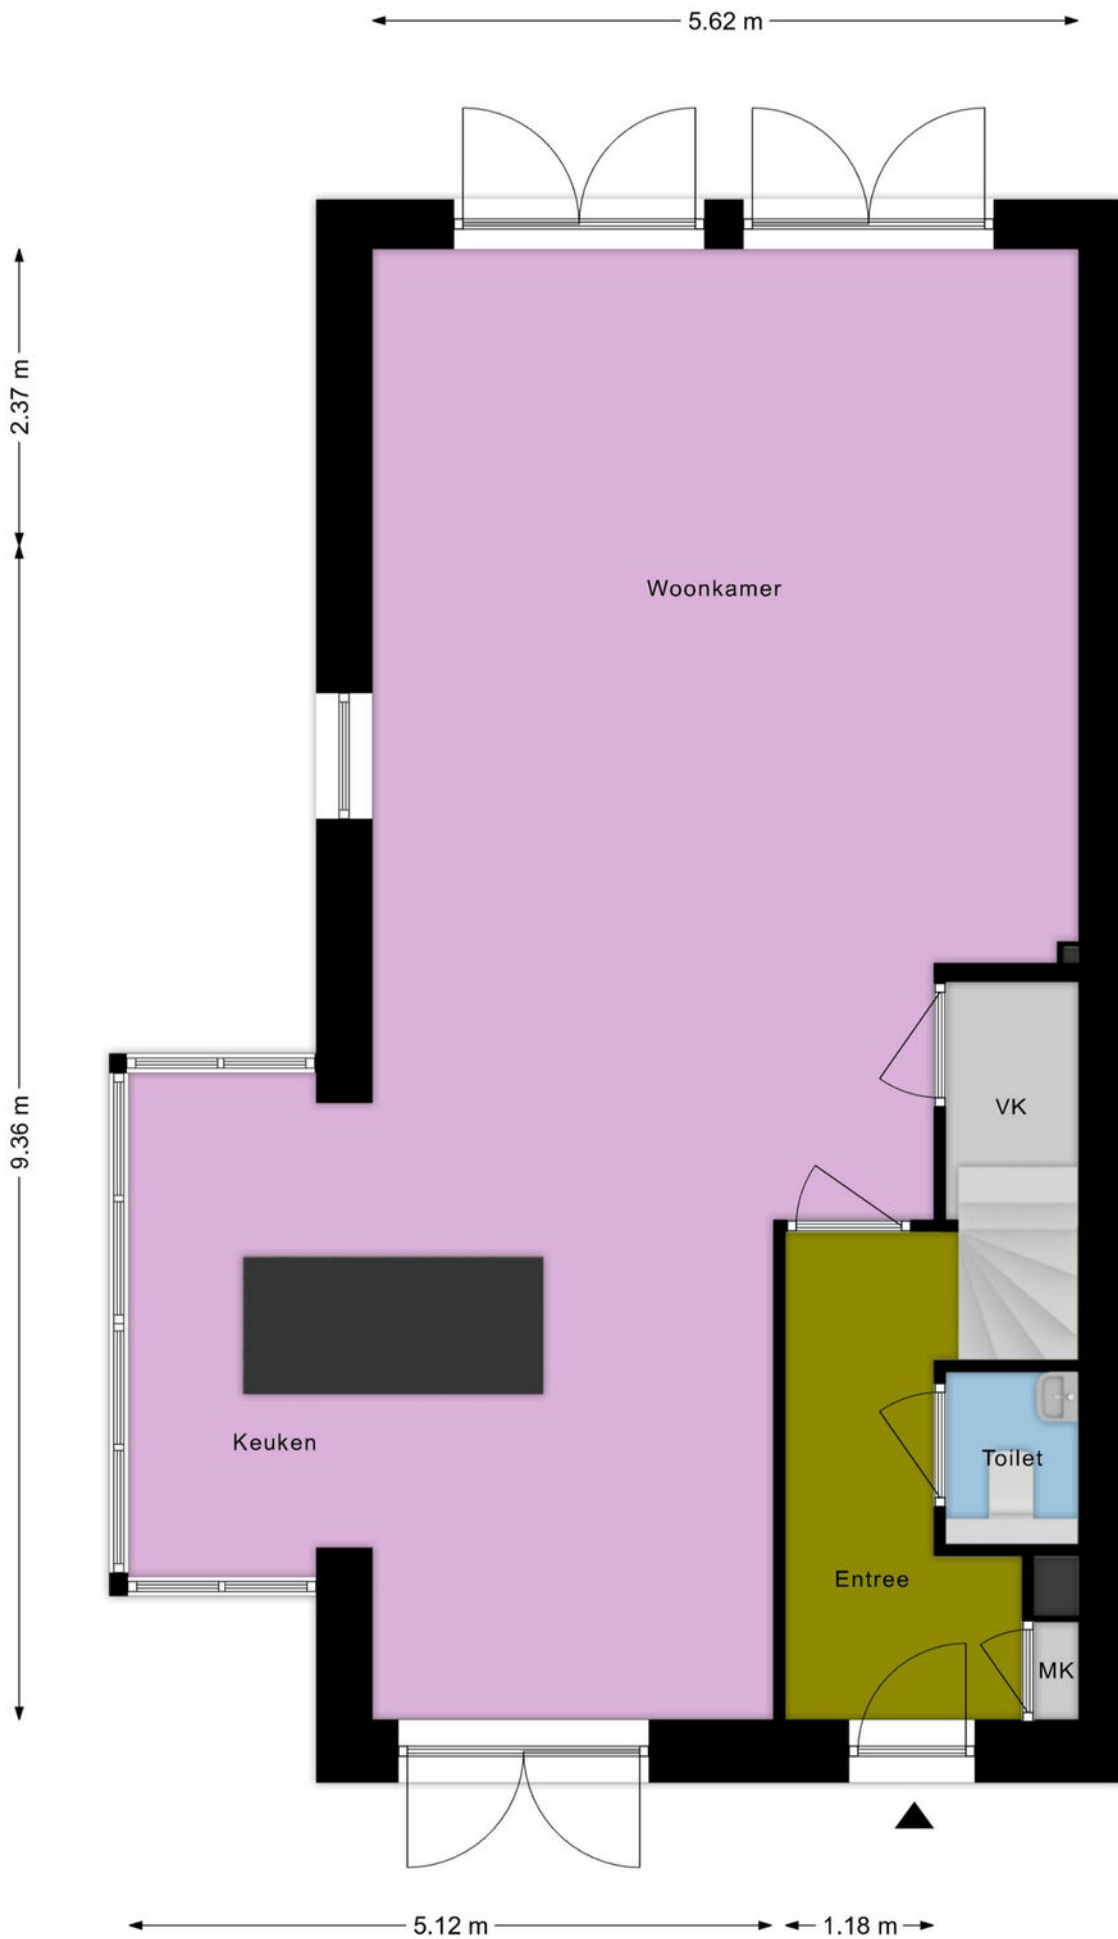 5.62 m
2.37 m
Woonkamer
9.36 m
VK
Keuken
Toilet
Entree
MK
5.12 m
1.18 m